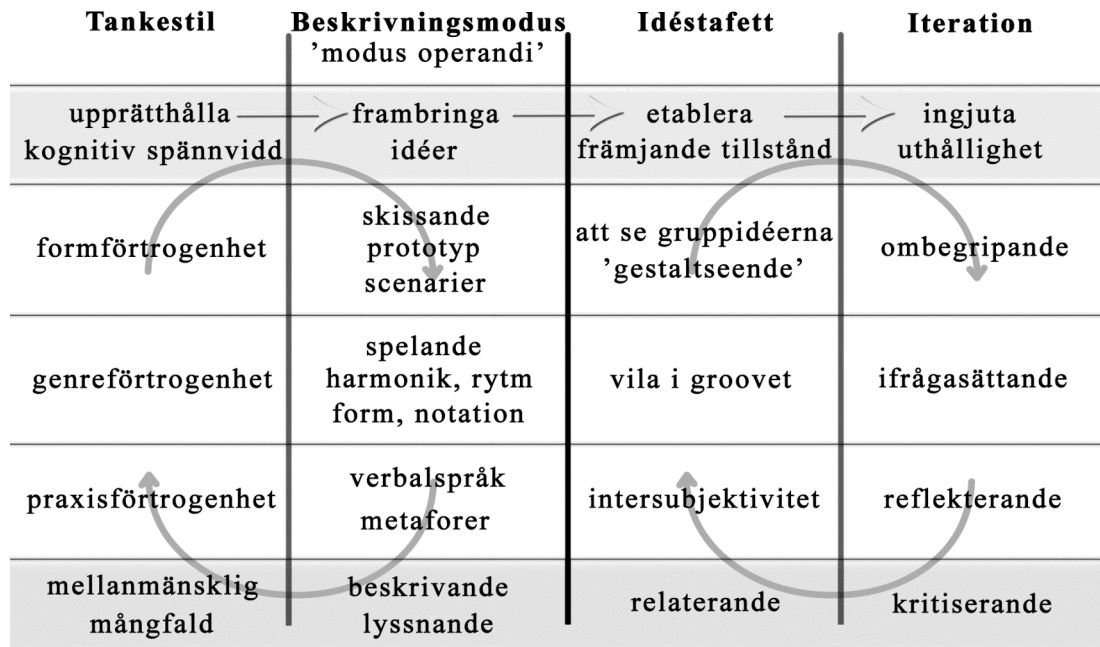 Tankestil
Beskrivningsmodus
’modus operandi’
Idéstafett
Iteration
upprätthålla
kognitiv spännvidd
frambringa
idéer
etablera
främjande tillstånd
ingjuta
uthållighet
formförtrogenhet
skissande
prototyp
scenarier
att se gruppidéerna
’gestaltseende’
ombegripande
genreförtrogenhet
spelande
harmonik, rytm
form, notation
vila i groovet
ifrågasättande
praxisförtrogenhet
verbalspråk
metaforer
intersubjektivitet
reflekterande
mellanmänsklig
mångfald
beskrivande
lyssnande
relaterande
kritiserande